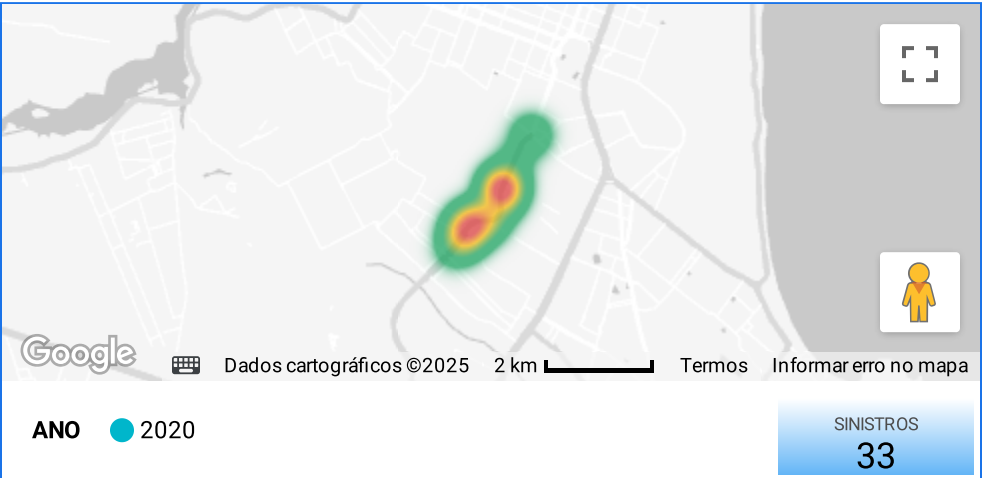 Google
Dados cartográficos ©2025
2 km
Termos
Informar erro no mapa
ANO
2020
SINISTROS
33